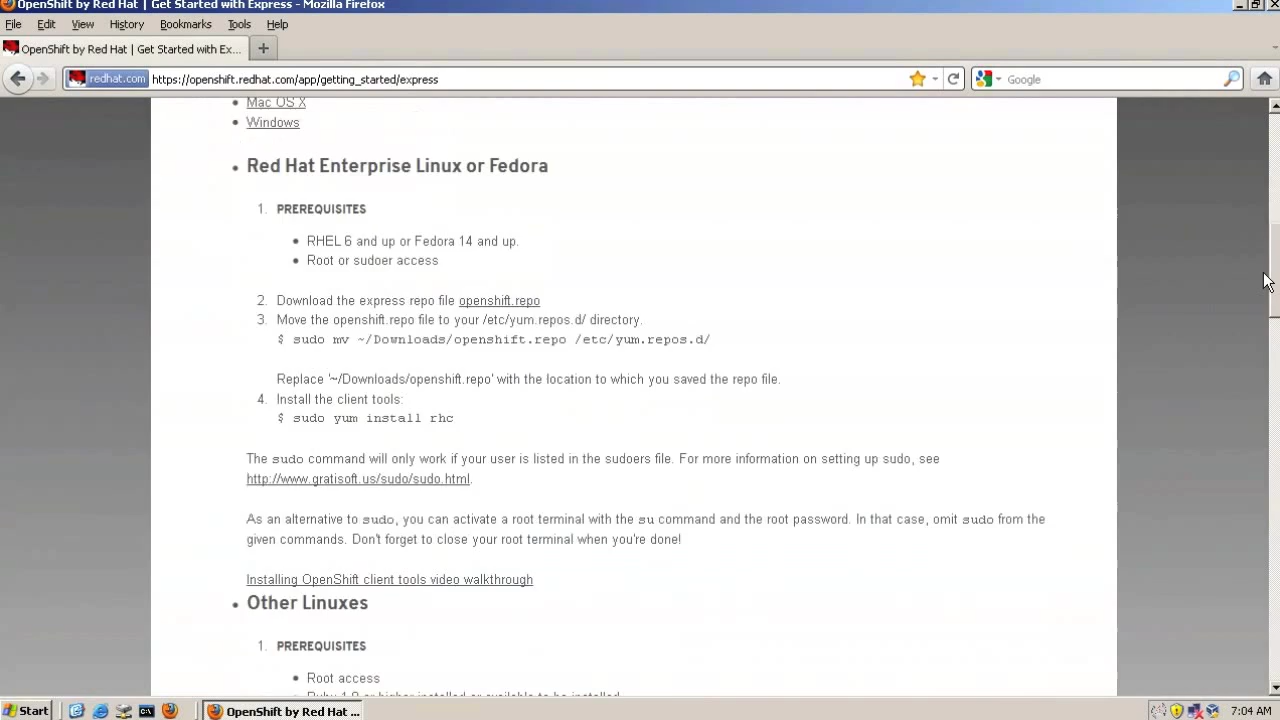 OpenShift by Red Hat | Get Started with Express - Mozilla Firefox
File Edit View History Bookmarks Tools Help
OpenShift by Red Hat | Get Started with Ex...
redhat.com https://openshift.redhat.com/app/getting_started/express Google
Mac OS X
Windows
Red Hat Enterprise Linux or Fedora
1. PREREQUISITES
RHEL 6 and up or Fedora 14 and up.
Root or sudoer access
2. Download the express repo file openshift.repo
3. Move the openshift.repo file to your /etc/yum.repos.d/ directory.
$ sudo mv ~/Downloads/openshift.repo /etc/yum.repos.d/
Replace '~/Downloads/openshift.repo' with the location to which you saved the repo file.
4. Install the client tools:
$ sudo yum install rhc
The sudo command will only work if your user is listed in the sudoers file. For more information on setting up sudo, see
http://www.gratisoft.us/sudo/sudo.html.
As an alternative to sudo, you can activate a root terminal with the su command and the root password. In that case, omit sudo from the
given commands. Don't forget to close your root terminal when you're done!
Installing OpenShift client tools video walkthrough
Other Linuxes
1. PREREQUISITES
Root access
or higher installed or available to be installed
Start OpenShift by Red Hat ... 7:04 AM